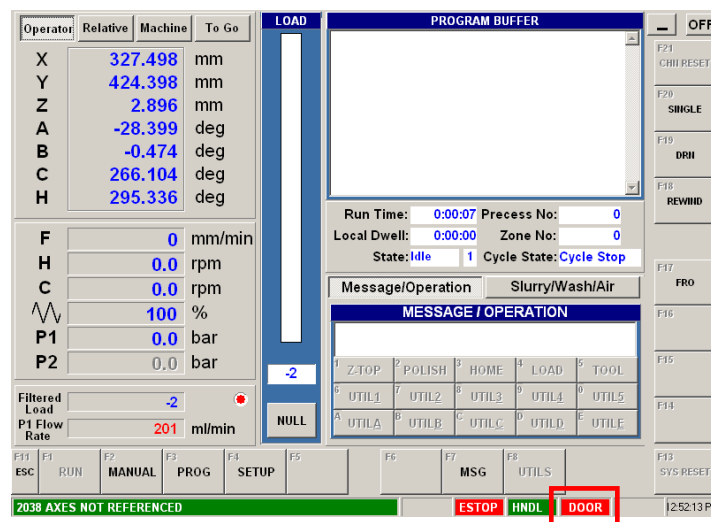 Operator Relative Machine To Go
X 327.498 mm
Y 424.398 mm
Z 2.896 mm
A -28.399 deg
B -0.474 deg
C 266.104 deg
H 295.336 deg
F 0 mm/min
H 0.0 rpm
C 0.0 rpm
100 %
P1 0.0 bar
P2 0.0 bar
Filtered Load -2
P1 Flow Rate 201 ml/min
LOAD
-2
NULL
PROGRAM BUFFER
Run Time: 0:00:07 Precess No: 0
Local Dwell: 0:00:00 Zone No: 0
State: Idle 1 Cycle State: Cycle Stop
Message/Operation Slurry/Wash/Air
MESSAGE / OPERATION
1 Z-TOP 2 POLISH 3 HOME 4 LOAD 5 TOOL
6 UTIL1 7 UTIL2 8 UTIL3 9 UTIL4 0 UTIL5
A UTILA B UTILB C UTILC D UTILD E UTILE
OFF
F21
CHN RESET
F20
SINGLE
F19
DRN
F18
REWIND
F17
FRO
F16
F15
F14
F13
SYS RESET
F11 ESC F1 RUN F2 MANUAL F3 PROG F4 SETUP F5 F6 F7 MSG F8 UTILS
2038 AXES NOT REFERENCED ESTOP HNDL DOOR 12:52:13 P